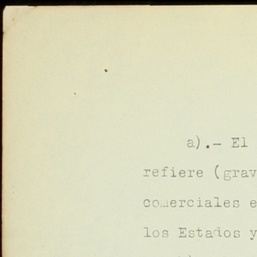 a).- El
refiere (grav
comerciales e
los Estados y